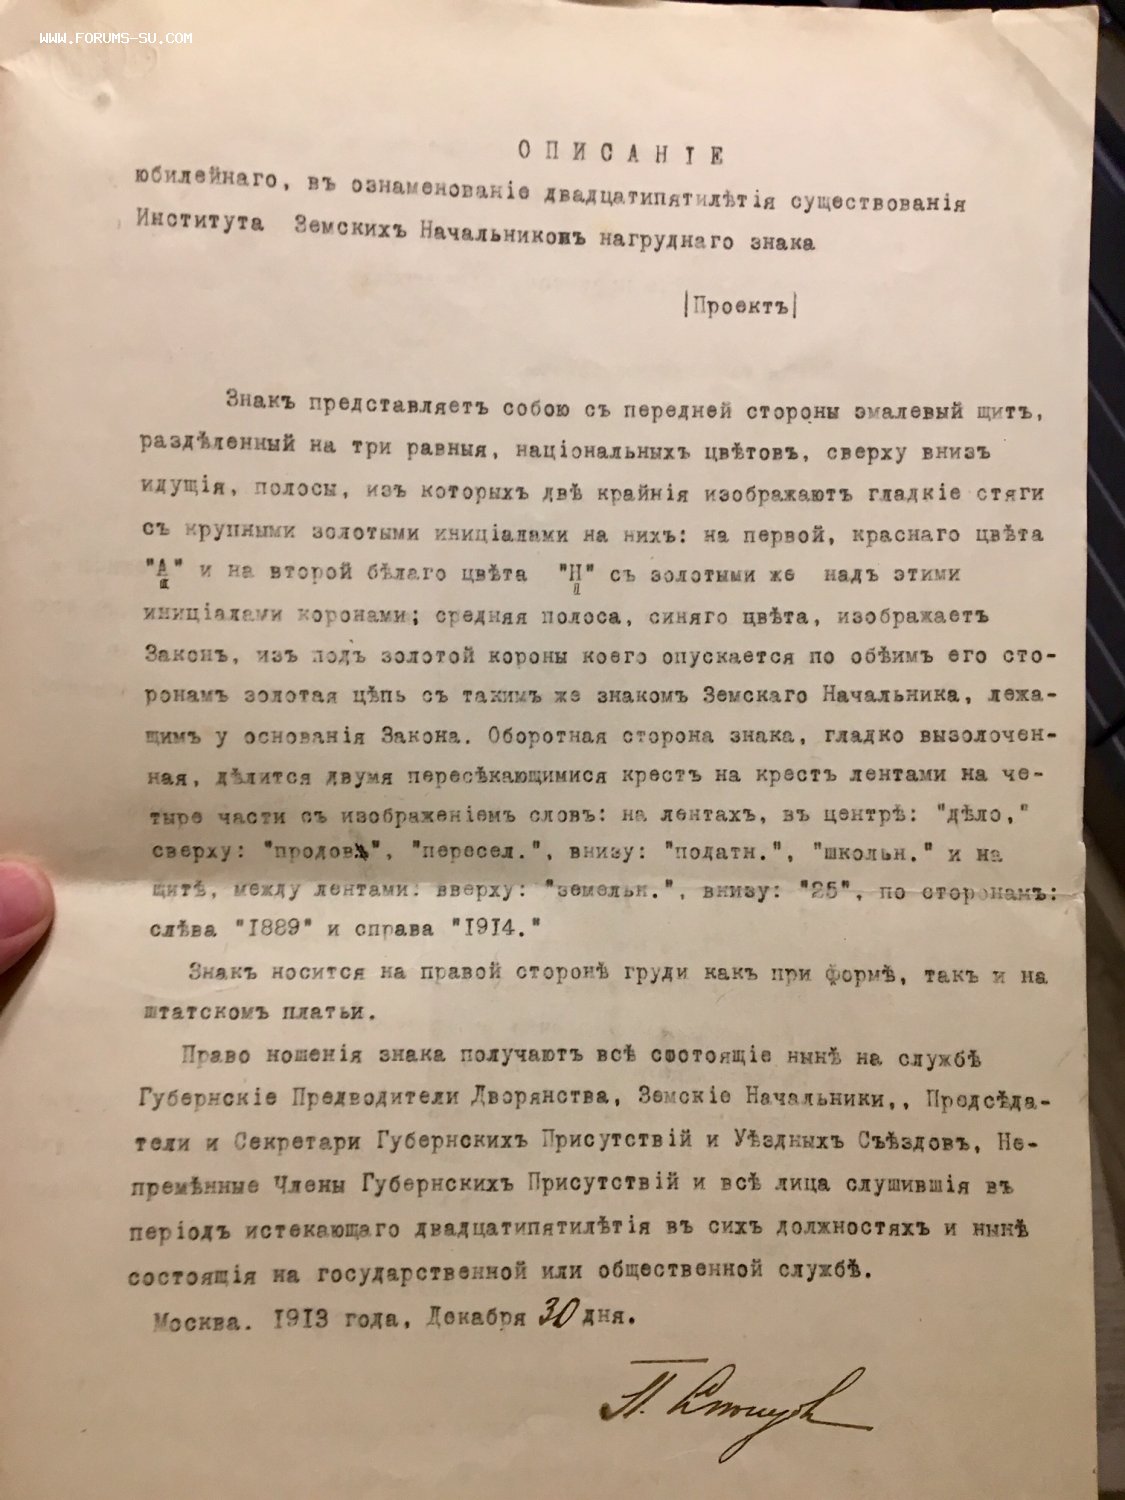 WWW.FORUMS-SU.COM
ОПИСАНІЕ
юбилейнаго, въ ознаменованіе двадцатипятилѣтія существованія
Института Земскихъ Начальниковъ нагруднаго знака
|Проектъ|
Знакъ представляетъ собою съ передней стороны эмалевый щитъ,
раздѣленный на три равныя, національныхъ цвѣтовъ, сверху внизъ
идущія, полосы, изъ которыхъ двѣ крайнія изображаютъ гладкіе стяги
съ крупными золотыми иниціалами на нихъ: на первой, краснаго цвѣта
"А" и на второй бѣлаго цвѣта "Н" съ золотыми же надъ этими
III II
иниціалами коронами; средняя полоса, синяго цвѣта, изображаетъ
Законъ, изъ подъ золотой короны коего опускается по обѣимъ его сто-
ронамъ золотая цѣпь съ такимъ же знакомъ Земскаго Начальника, лежа-
щимъ у основанія Закона. Оборотная сторона знака, гладко вызолочен-
ная, дѣлится двумя пересѣкающимися крестъ на крестъ лентами на че-
тыре части съ изображеніемъ словъ: на лентахъ, въ центрѣ: "дѣло,"
сверху: "продов.", "пересел.", внизу: "податн.", "школьн." и на
щитѣ, между лентами: вверху: "земельн.", внизу: "25", по сторонамъ:
слѣва "1889" и справа "1914."
Знакъ носится на правой сторонѣ груди какъ при формѣ, такъ и на
штатскомъ платьи.
Право ношенія знака получаютъ всѣ состоящіе нынѣ на службѣ
Губернскіе Предводители Дворянства, Земскіе Начальники,, Предсѣда-
тели и Секретари Губернскихъ Присутствій и Уѣздныхъ Съѣздовъ, Не-
премѣнные Члены Губернскихъ Присутствій и всѣ лица слушившія въ
періодъ истекающаго двадцатипятилѣтія въ сихъ должностяхъ и нынѣ
состоящія на государственной или общественной службѣ.
Москва. 1913 года, Декабря 30 дня.